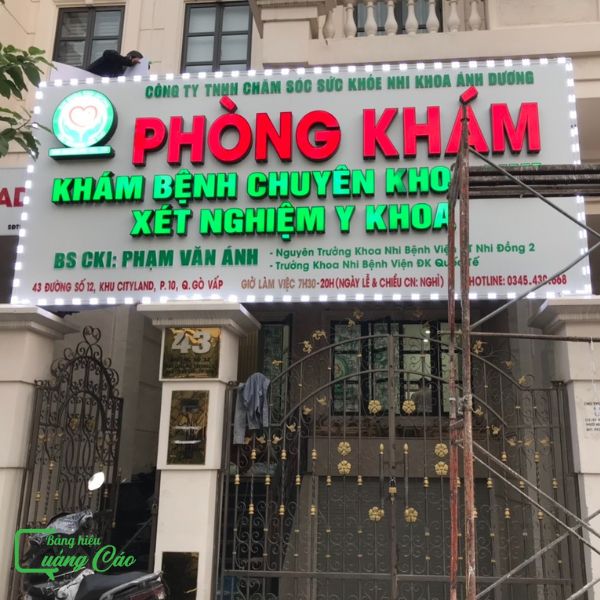 CÔNG TY TNHH CHĂM SÓC SỨC KHỎE NHI KHOA ÁNH DƯƠNG
PHÒNG KHÁM
KHÁM BỆNH CHUYÊN KHO
XÉT NGHIỆM Y KHOA
BS CKI: PHẠM VĂN ÁNH
- Nguyên Trưởng Khoa Nhi Bệnh Viện Nhi Đồng 2
- Trưởng Khoa Nhi Bệnh Viện ĐK Quốc Tế
43 ĐƯỜNG SỐ 12, KHU CITYLAND, P.10, Q.GÒ VẤP
GIỜ LÀM VIỆC 7H30-20H (NGÀY LỄ & CHIỀU CN: NGHỈ)
HOTLINE: 0345.43 .668
AD
43
Bảng hiệu
Quảng Cáo